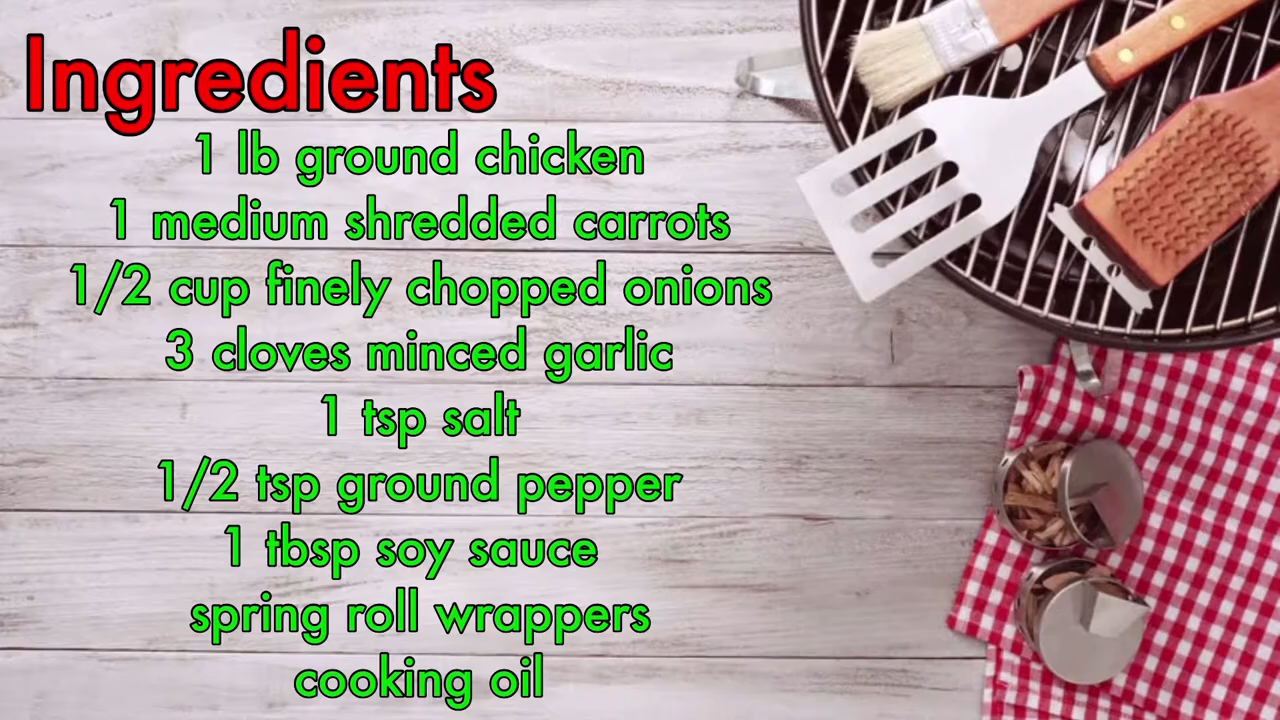 Ingredients
1 lb ground chicken
1 medium shredded carrots
1/2 cup finely chopped onions
3 cloves minced garlic
1 tsp salt
1/2 tsp ground pepper
1 tbsp soy sauce
spring roll wrappers
cooking oil